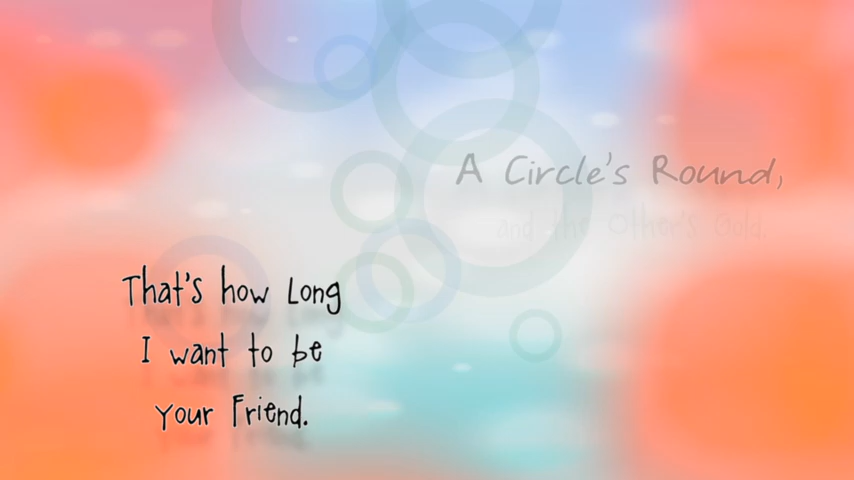 A Circle's Round,
and the Other's Gold.
That's how Long
I want to be
your Friend.